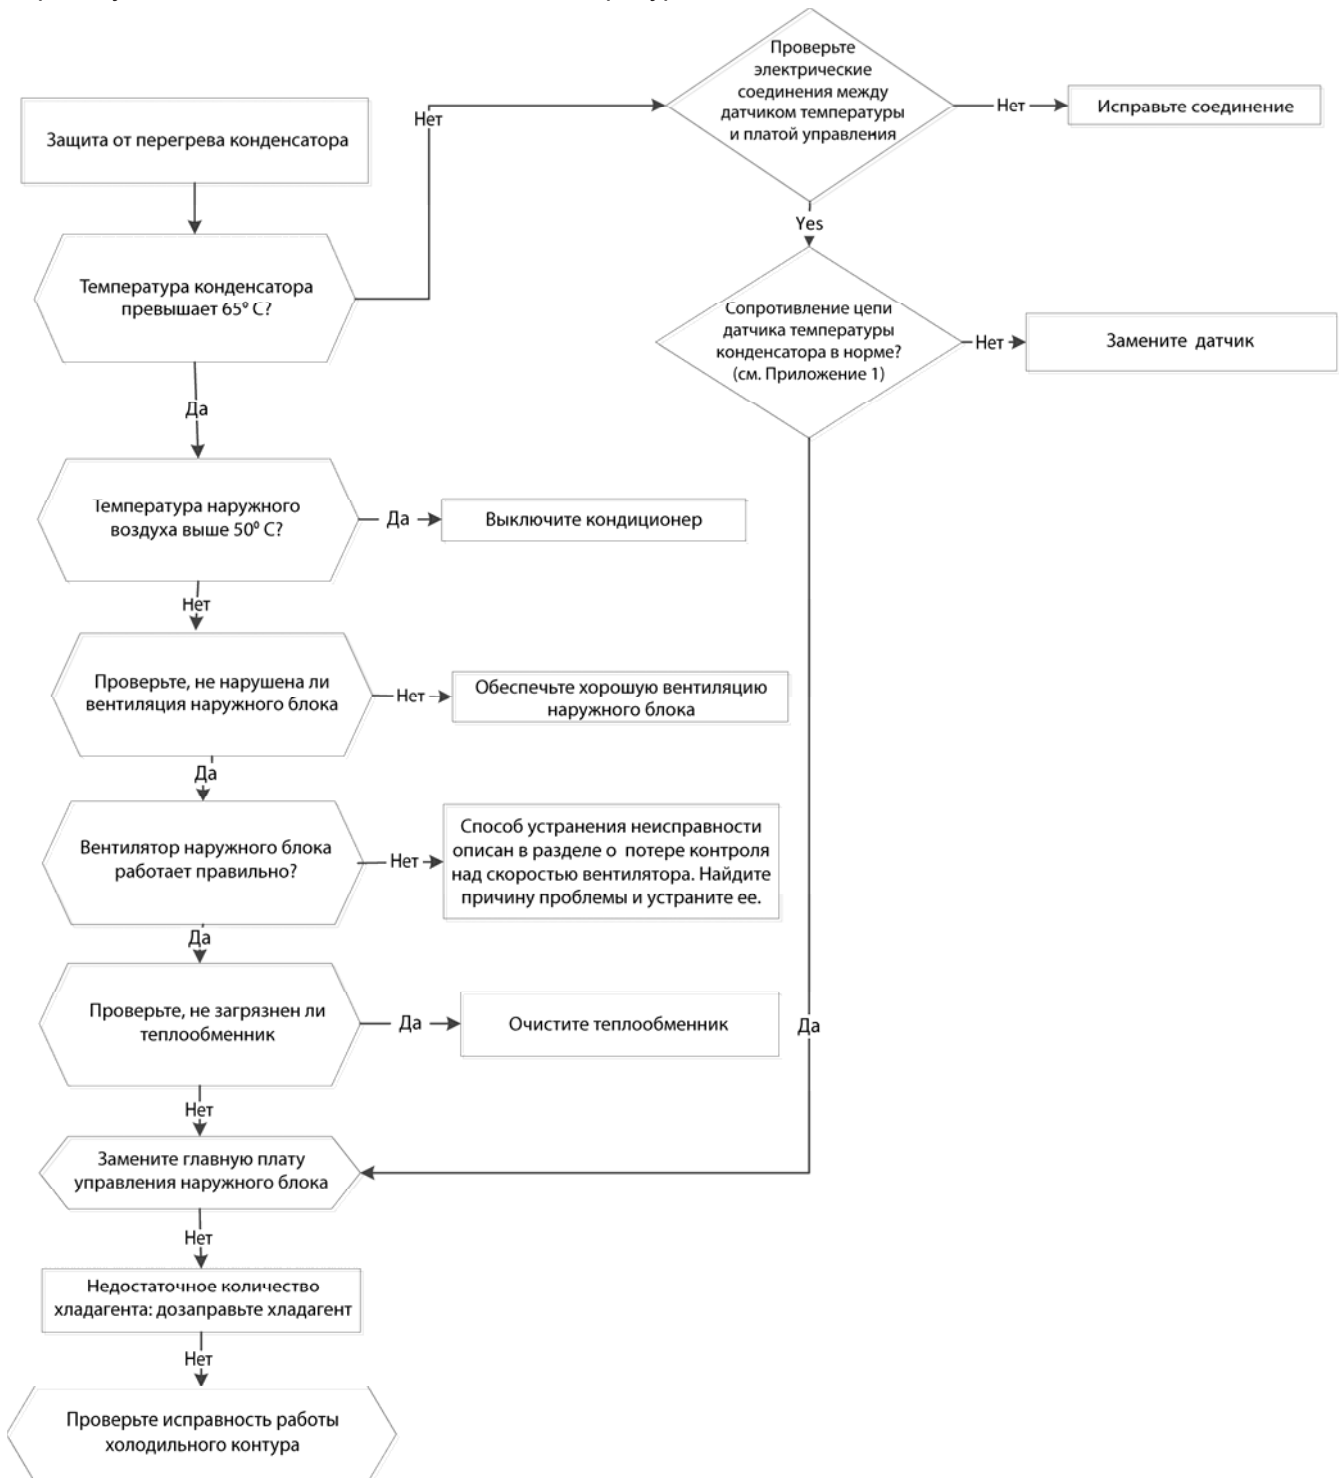 Проверьте
электрические
соединения между
датчиком температуры
и платой управления
Нет
Исправьте соединение
Нет
Защита от перегрева конденсатора
Yes
Температура конденсатора
превышает 65° С?
Сопротивление цепи
датчика температуры
конденсатора в норме?
(см. Приложение 1)
Нет
Замените датчик
Да
Температура наружного
воздуха выше 50⁰ С?
Да
Выключите кондиционер
Нет
Проверьте, не нарушена ли
вентиляция наружного блока
Нет
Обеспечьте хорошую вентиляцию
наружного блока
Да
Вентилятор наружного блока
работает правильно?
Нет
Способ устранения неисправности
описан в разделе о потере контроля
над скоростью вентилятора. Найдите
причину проблемы и устраните ее.
Да
Проверьте, не загрязнен ли
теплообменник
Да
Очистите теплообменник
Да
Нет
Замените главную плату
управления наружного блока
Нет
Недостаточное количество
хладагента: дозаправьте хладагент
Нет
Проверьте исправность работы
холодильного контура